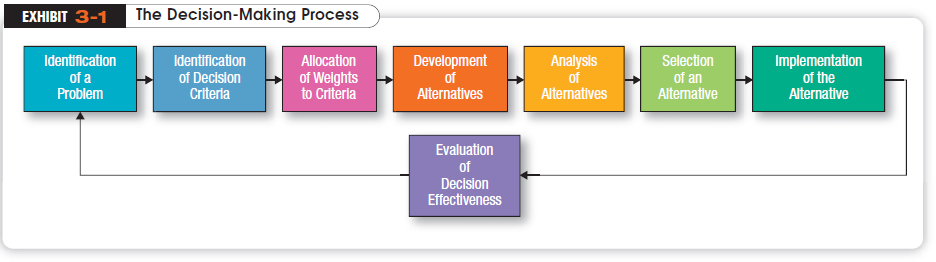 EXHIBIT 3-1 The Decision-Making Process
Identification
of a
Problem
Identification
of Decision
Criteria
Allocation
of Weights
to Criteria
Development
of
Alternatives
Analysis
of
Alternatives
Selection
of an
Alternative
Implementation
of the
Alternative
Evaluation
of
Decision
Effectiveness